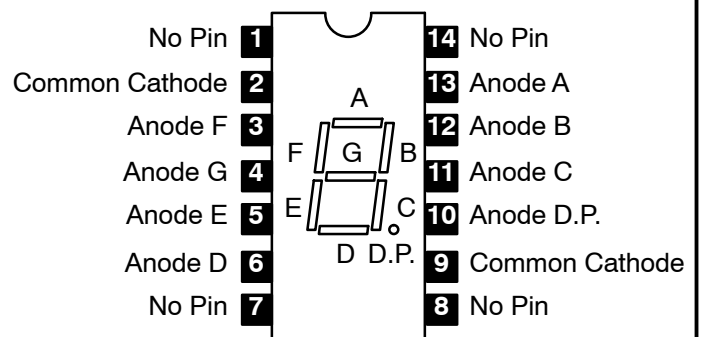 No Pin 1 14 No Pin
Common Cathode 2 13 Anode A
A
Anode F 3 12 Anode B
F G B
Anode G 4 11 Anode C
E C
Anode E 5 10 Anode D.P.
D D.P.
Anode D 6 9 Common Cathode
No Pin 7 8 No Pin